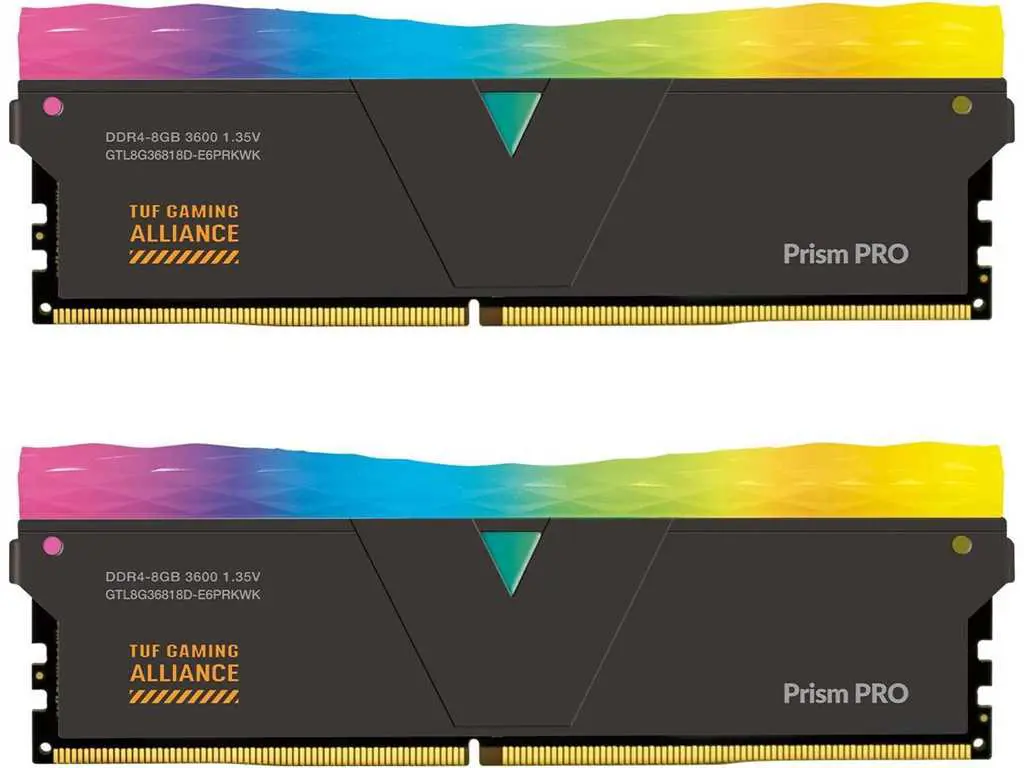 DDR4-8GB 3600 1.35V
GTL8G36818D-E6PRKWK
TUF GAMING
ALLIANCE
Prism PRO
DDR4-8GB 3600 1.35V
GTL8G36818D-E6PRKWK
TUF GAMING
ALLIANCE
Prism PRO